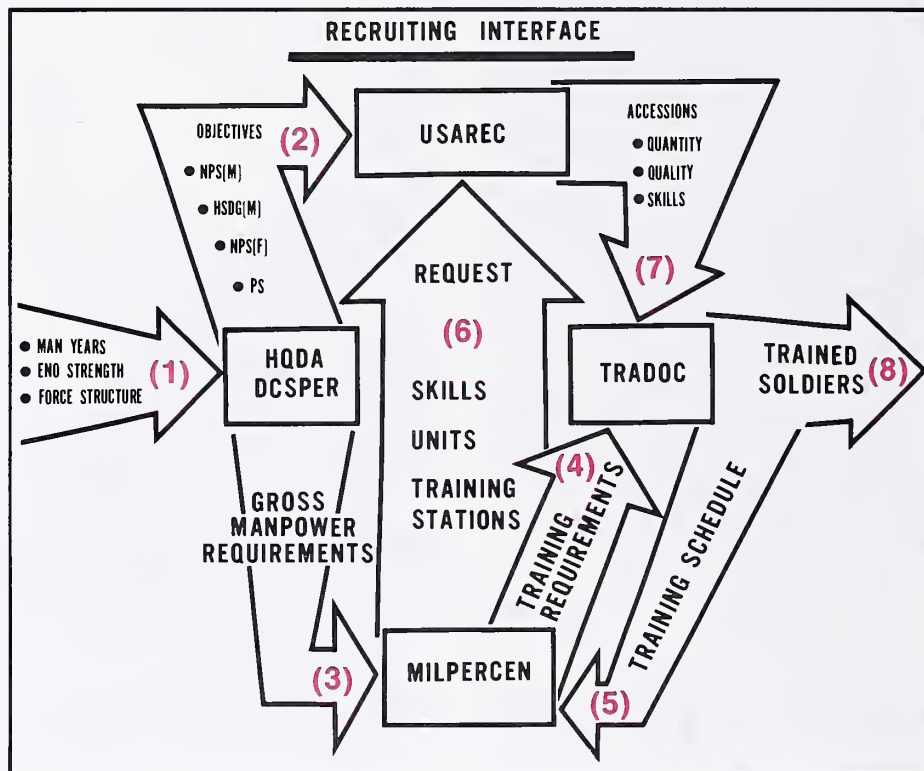 RECRUITING INTERFACE
OBJECTIVES
(2)
● NPS(M)
● HSDG(M)
● NPS(F)
● PS
USAREC
ACCESSIONS
● QUANTITY
● QUALITY
● SKILLS
(7)
● MAN YEARS
● ENO STRENGTH
● FORCE STRUCTURE
(1)
HQDA
DCSPER
REQUEST
(6)
SKILLS
UNITS
TRAINING
STATIONS
TRADOC
TRAINED
SOLDIERS
(8)
GROSS
MANPOWER
REQUIREMENTS
(3)
(4)
TRAINING
REQUIREMENTS
TRAINING SCHEDULE
(5)
MILPERCEN